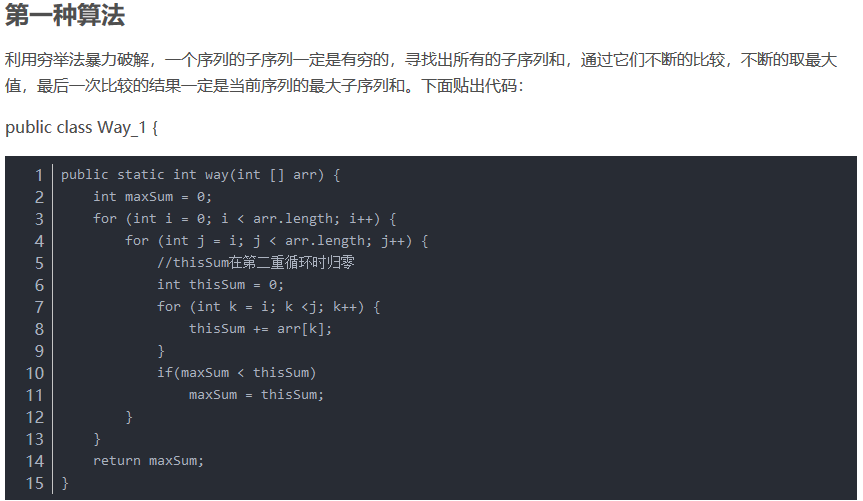 第一种算法
利用穷举法暴力破解，一个序列的子序列一定是有穷的，寻找出所有的子序列和，通过它们不断的比较，不断的取最大
值，最后一次比较的结果一定是当前序列的最大子序列和。下面贴出代码：
public class Way_1 {
1 public static int way(int [] arr) {
2     int maxSum = 0;
3     for (int i = 0; i < arr.length; i++) {
4         for (int j = i; j < arr.length; j++) {
5             //thisSum在第二重循环时归零
6             int thisSum = 0;
7             for (int k = i; k <j; k++) {
8                 thisSum += arr[k];
9             }
10             if(maxSum < thisSum)
11                 maxSum = thisSum;
12         }
13     }
14     return maxSum;
15 }